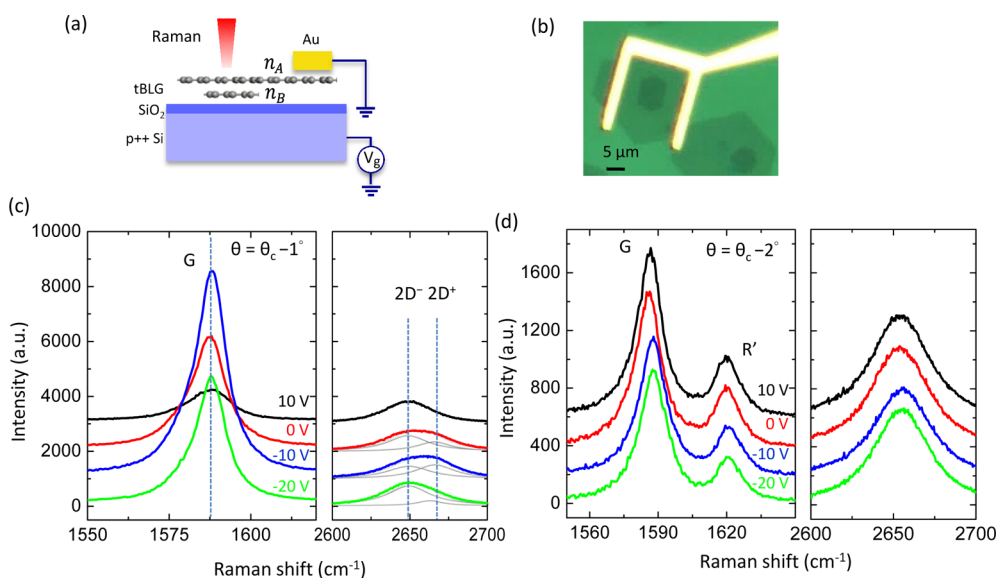 (a)
Raman
Au
n_A
tBLG
n_B
SiO₂
p++ Si
V_g
(b)
5 μm
(c)
Intensity (a.u.)
10000
8000
6000
4000
2000
0
G
θ = θ_c −1°
2D⁻ 2D⁺
10 V
0 V
-10 V
-20 V
1550 1575 1600 2600 2650 2700
Raman shift (cm⁻¹)
(d)
Intensity (a.u.)
1600
1200
800
400
0
G
θ = θ_c −2°
R’
10 V
0 V
-10 V
-20 V
1560 1590 1620 2600 2650 2700
Raman shift (cm⁻¹)